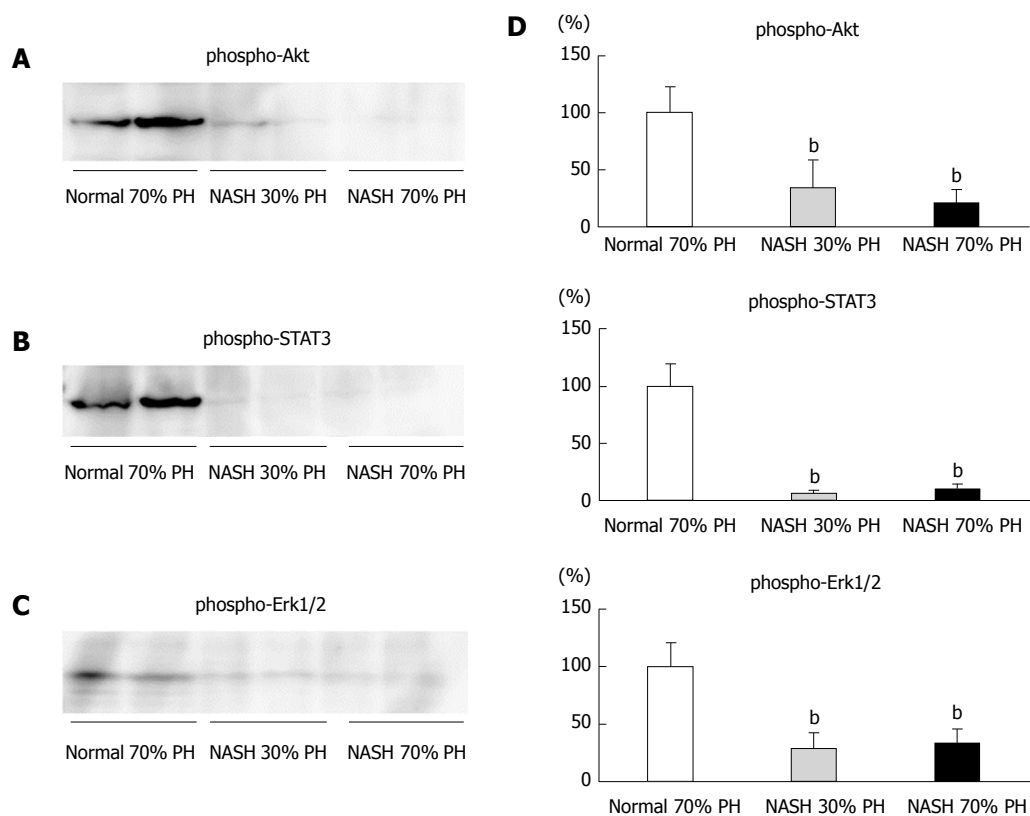 A
phospho-Akt
Normal 70% PH NASH 30% PH NASH 70% PH
B
phospho-STAT3
Normal 70% PH NASH 30% PH NASH 70% PH
C
phospho-Erk1/2
Normal 70% PH NASH 30% PH NASH 70% PH
D
(%)
phospho-Akt
150
100
50
0
b
b
Normal 70% PH NASH 30% PH NASH 70% PH
(%)
phospho-STAT3
150
100
50
0
b
b
Normal 70% PH NASH 30% PH NASH 70% PH
(%)
phospho-Erk1/2
150
100
50
0
b
b
Normal 70% PH NASH 30% PH NASH 70% PH